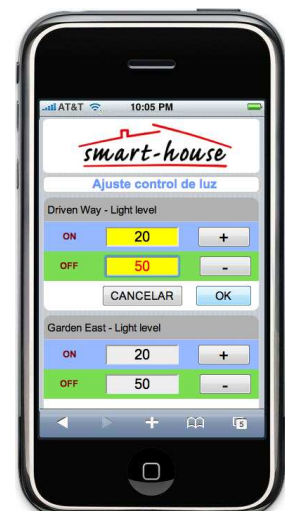 AT&T 10:05 PM
smart-house
Ajuste control de luz
Driven Way - Light level
ON 20 +
OFF 50 -
CANCELAR OK
Garden East - Light level
ON 20 +
OFF 50 -
+ 5